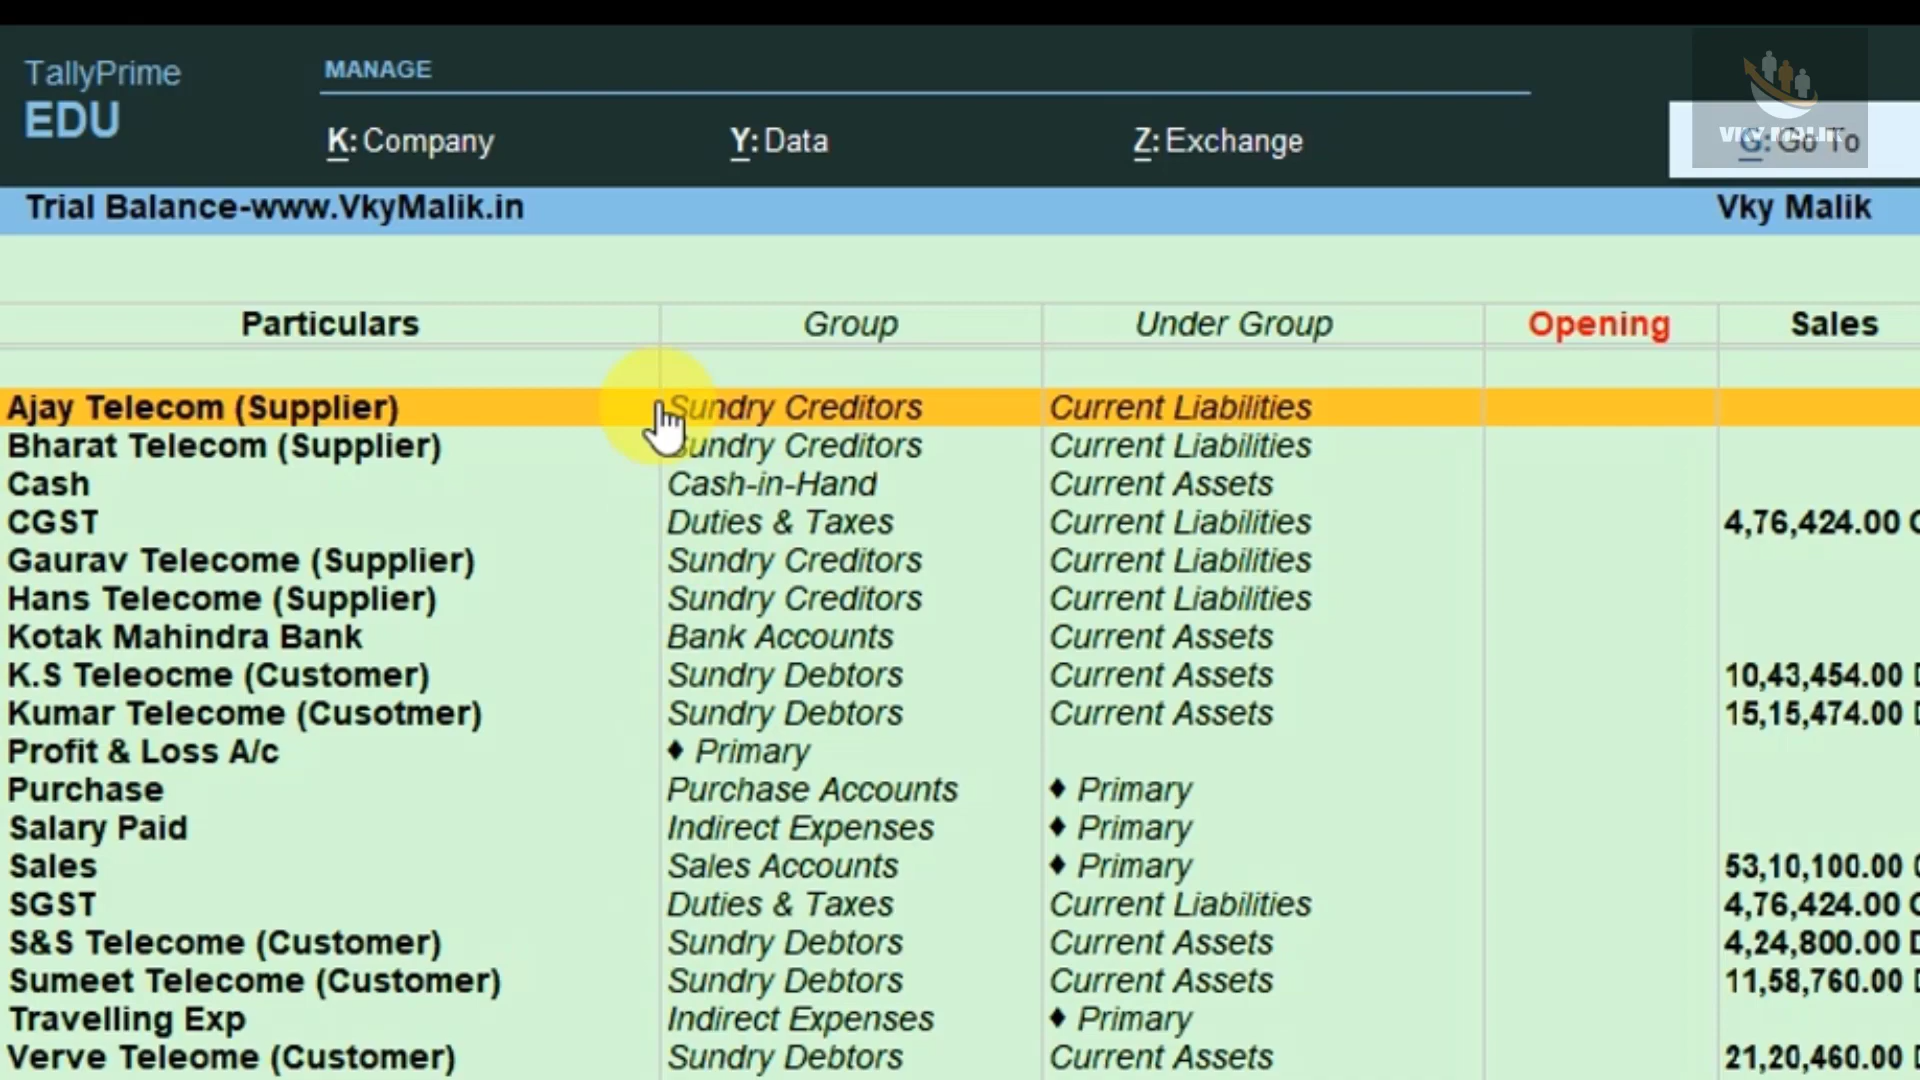 TallyPrime
EDU
MANAGE
K: Company Y: Data Z: Exchange G: Go To
VKY MALIK
Trial Balance-www.VkyMalik.in Vky Malik
Particulars Group Under Group Opening Sales
Ajay Telecom (Supplier) Sundry Creditors Current Liabilities
Bharat Telecom (Supplier) Sundry Creditors Current Liabilities
Cash Cash-in-Hand Current Assets
CGST Duties & Taxes Current Liabilities 4,76,424.00
Gaurav Telecome (Supplier) Sundry Creditors Current Liabilities
Hans Telecome (Supplier) Sundry Creditors Current Liabilities
Kotak Mahindra Bank Bank Accounts Current Assets
K.S Teleocme (Customer) Sundry Debtors Current Assets 10,43,454.00
Kumar Telecome (Cusotmer) Sundry Debtors Current Assets 15,15,474.00
Profit & Loss A/c ♦ Primary
Purchase Purchase Accounts ♦ Primary
Salary Paid Indirect Expenses ♦ Primary
Sales Sales Accounts ♦ Primary 53,10,100.00
SGST Duties & Taxes Current Liabilities 4,76,424.00
S&S Telecome (Customer) Sundry Debtors Current Assets 4,24,800.00
Sumeet Telecome (Customer) Sundry Debtors Current Assets 11,58,760.00
Travelling Exp Indirect Expenses ♦ Primary
Verve Teleome (Customer) Sundry Debtors Current Assets 21,20,460.00